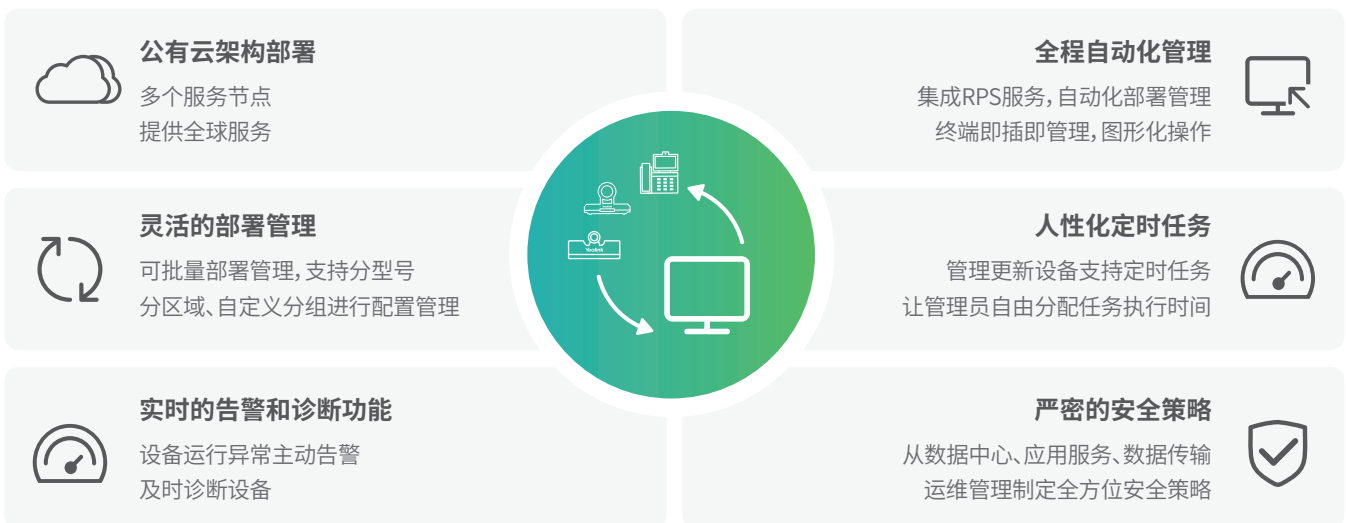 公有云架构部署
多个服务节点
提供全球服务
全程自动化管理
集成RPS服务，自动化部署管理
终端即插即管理，图形化操作
灵活的部署管理
可批量部署管理，支持分型号
分区域、自定义分组进行配置管理
人性化定时任务
管理更新设备支持定时任务
让管理员自由分配任务执行时间
实时的告警和诊断功能
设备运行异常主动告警
及时诊断设备
严密的安全策略
从数据中心、应用服务、数据传输
运维管理制定全方位安全策略
Yealink